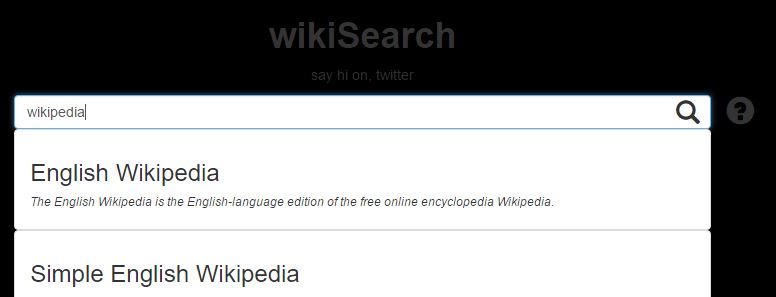 wikiSearch
say hi on, twitter
wikipedia
?
English Wikipedia
The English Wikipedia is the English-language edition of the free online encyclopedia Wikipedia.
Simple English Wikipedia